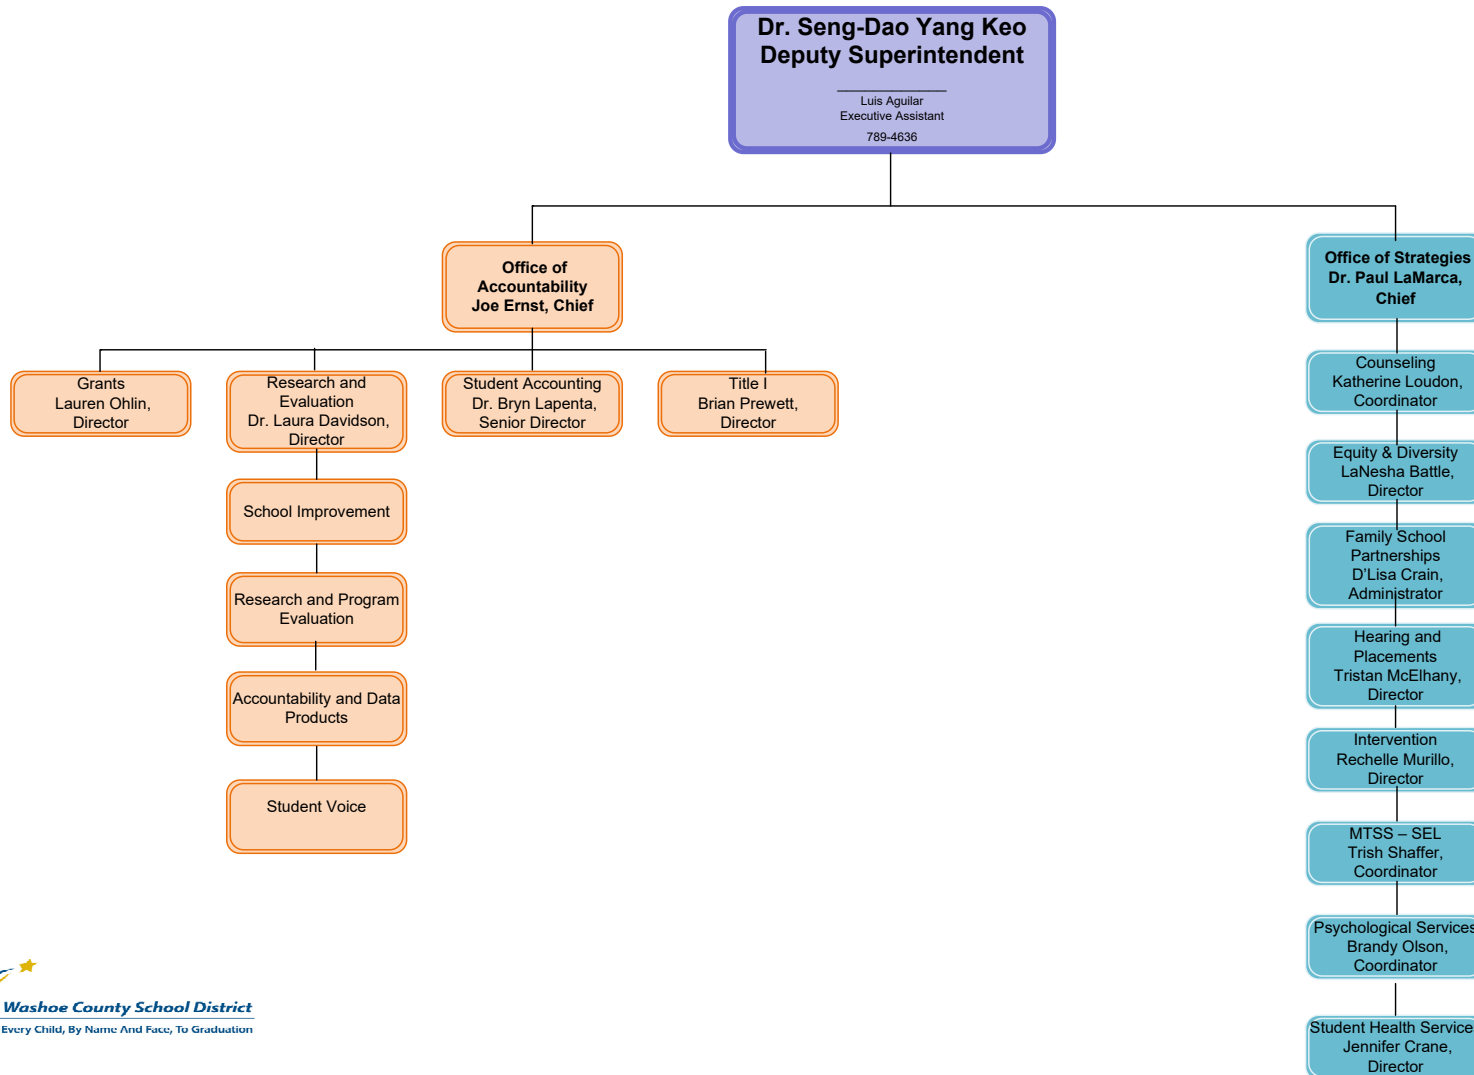 Dr. Seng-Dao Yang Keo
Deputy Superintendent
Luis Aguilar
Executive Assistant
789-4636
Office of
Accountability
Joe Ernst, Chief
Office of Strategies
Dr. Paul LaMarca,
Chief
Grants
Lauren Ohlin,
Director
Research and
Evaluation
Dr. Laura Davidson,
Director
Student Accounting
Dr. Bryn Lapenta,
Senior Director
Title I
Brian Prewett,
Director
School Improvement
Research and Program
Evaluation
Accountability and Data
Products
Student Voice
Counseling
Katherine Loudon,
Coordinator
Equity & Diversity
LaNesha Battle,
Director
Family School
Partnerships
D'Lisa Crain,
Administrator
Hearing and
Placements
Tristan McElhany,
Director
Intervention
Rechelle Murillo,
Director
MTSS – SEL
Trish Shaffer,
Coordinator
Psychological Services
Brandy Olson,
Coordinator
Student Health Service
Jennifer Crane,
Director
Washoe County School District
Every Child, By Name And Face, To Graduation